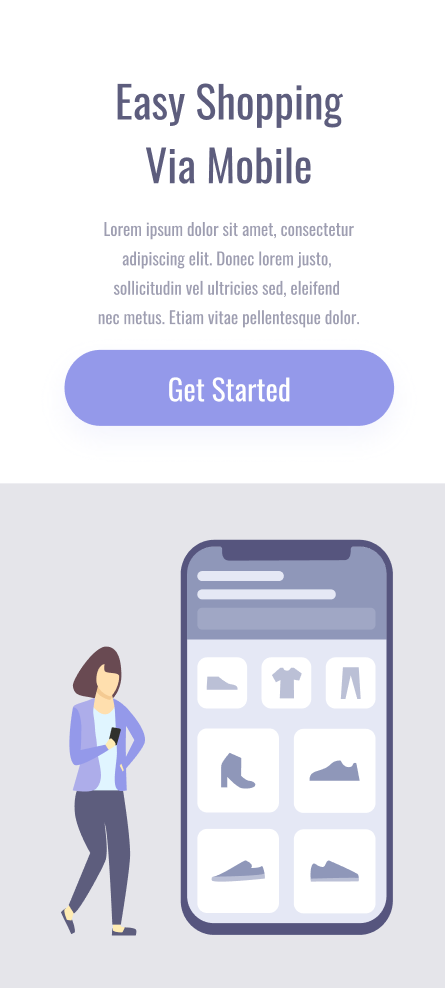 Easy Shopping
Via Mobile
Lorem ipsum dolor sit amet, consectetur
adipiscing elit. Donec lorem justo,
sollicitudin vel ultricies sed, eleifend
nec metus. Etiam vitae pellentesque dolor.
Get Started